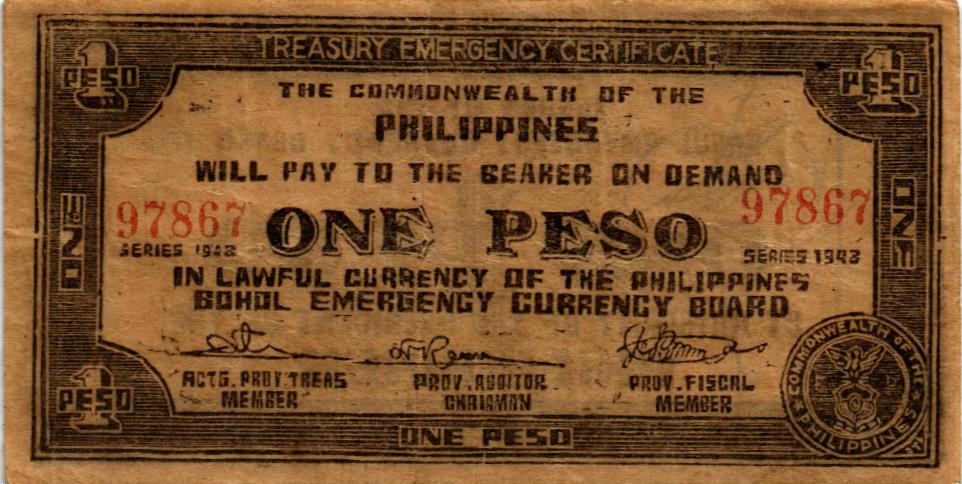 TREASURY EMERGENCY CERTIFICATE
1 PESO
1 PESO
THE COMMONWEALTH OF THE
PHILIPPINES
WILL PAY TO THE BEARER ON DEMAND
97867
97867
ONE PESO
SERIES 1943
SERIES 1943
ONE
ONE
IN LAWFUL CURRENCY OF THE PHILIPPINES
BOHOL EMERGENCY CURRENCY BOARD
ACTG. PROV. TREAS
MEMBER
PROV. AUDITOR
CHAIRMAN
PROV. FISCAL
MEMBER
COMMONWEALTH OF THE PHILIPPINES
1 PESO
ONE PESO